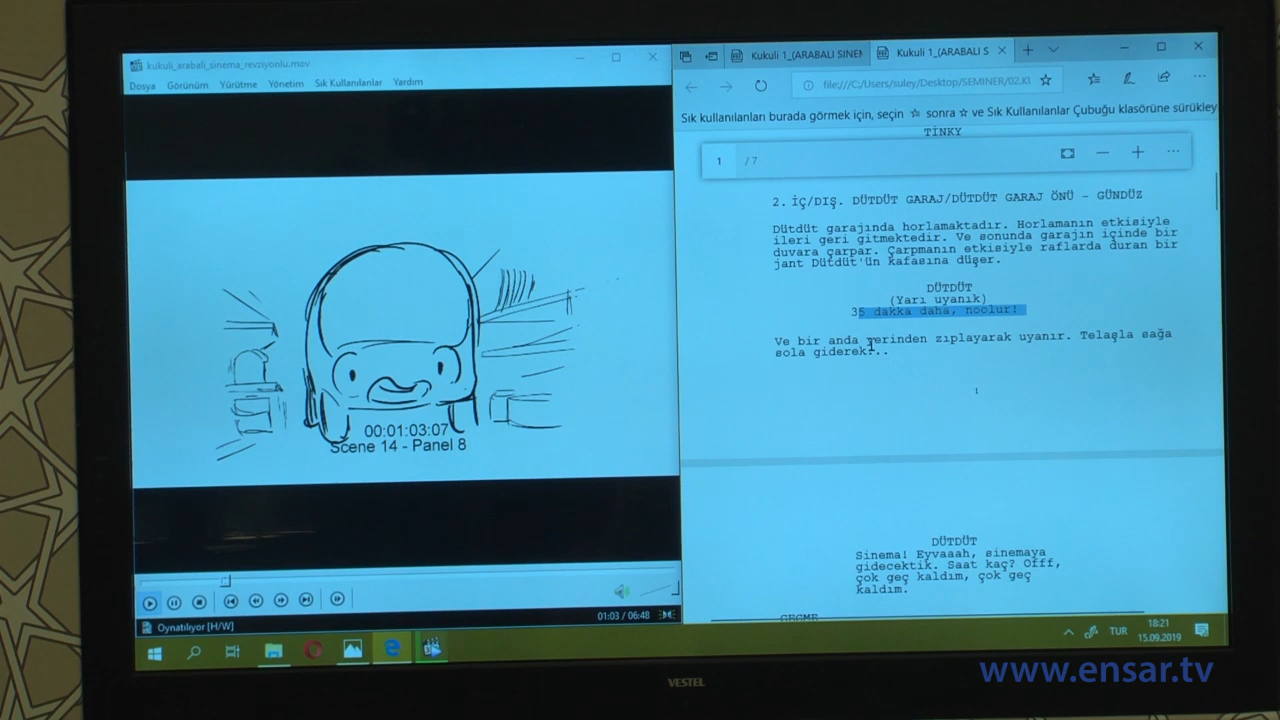 kukuli_arabali_sinema_revziyonlu.mov
Dosya Görünüm Yürütme Yönetim Sık Kullanılanlar Yardım
00:01:03:07
Scene 14 - Panel 8
01:03 / 06:48
Oynatılıyor [H/W]
Kukuli 1_(ARABALI SINEM
Kukuli 1_(ARABALI S
file:///C:/Users/suley/Desktop/SEMINER/02.KU
Sık kullanılanları burada görmek için, seçin sonra ve Sık Kullanılanlar Çubuğu klasörüne sürükley
TİNKY
1 / 7
2. İÇ/DIŞ. DÜTDÜT GARAJ/DÜTDÜT GARAJ ÖNÜ - GÜNDÜZ
Dütdüt garajında horlamaktadır. Horlamanın etkisiyle
ileri geri gitmektedir. Ve sonunda garajın içinde bir
duvara çarpar. Çarpmanın etkisiyle raflarda duran bir
jant Dütdüt'ün kafasına düşer.
DÜTDÜT
(Yarı uyanık)
35 dakka daha, noolur!
Ve bir anda yerinden zıplayarak uyanır. Telaşla sağa
sola giderek...
1
DÜTDÜT
Sinema! Eyvaaah, sinemaya
gidecektik. Saat kaç? Offf,
çok geç kaldım, çok geç
kaldım.
TUR
18:21
15.09.2019
VESTEL
www.ensar.tv